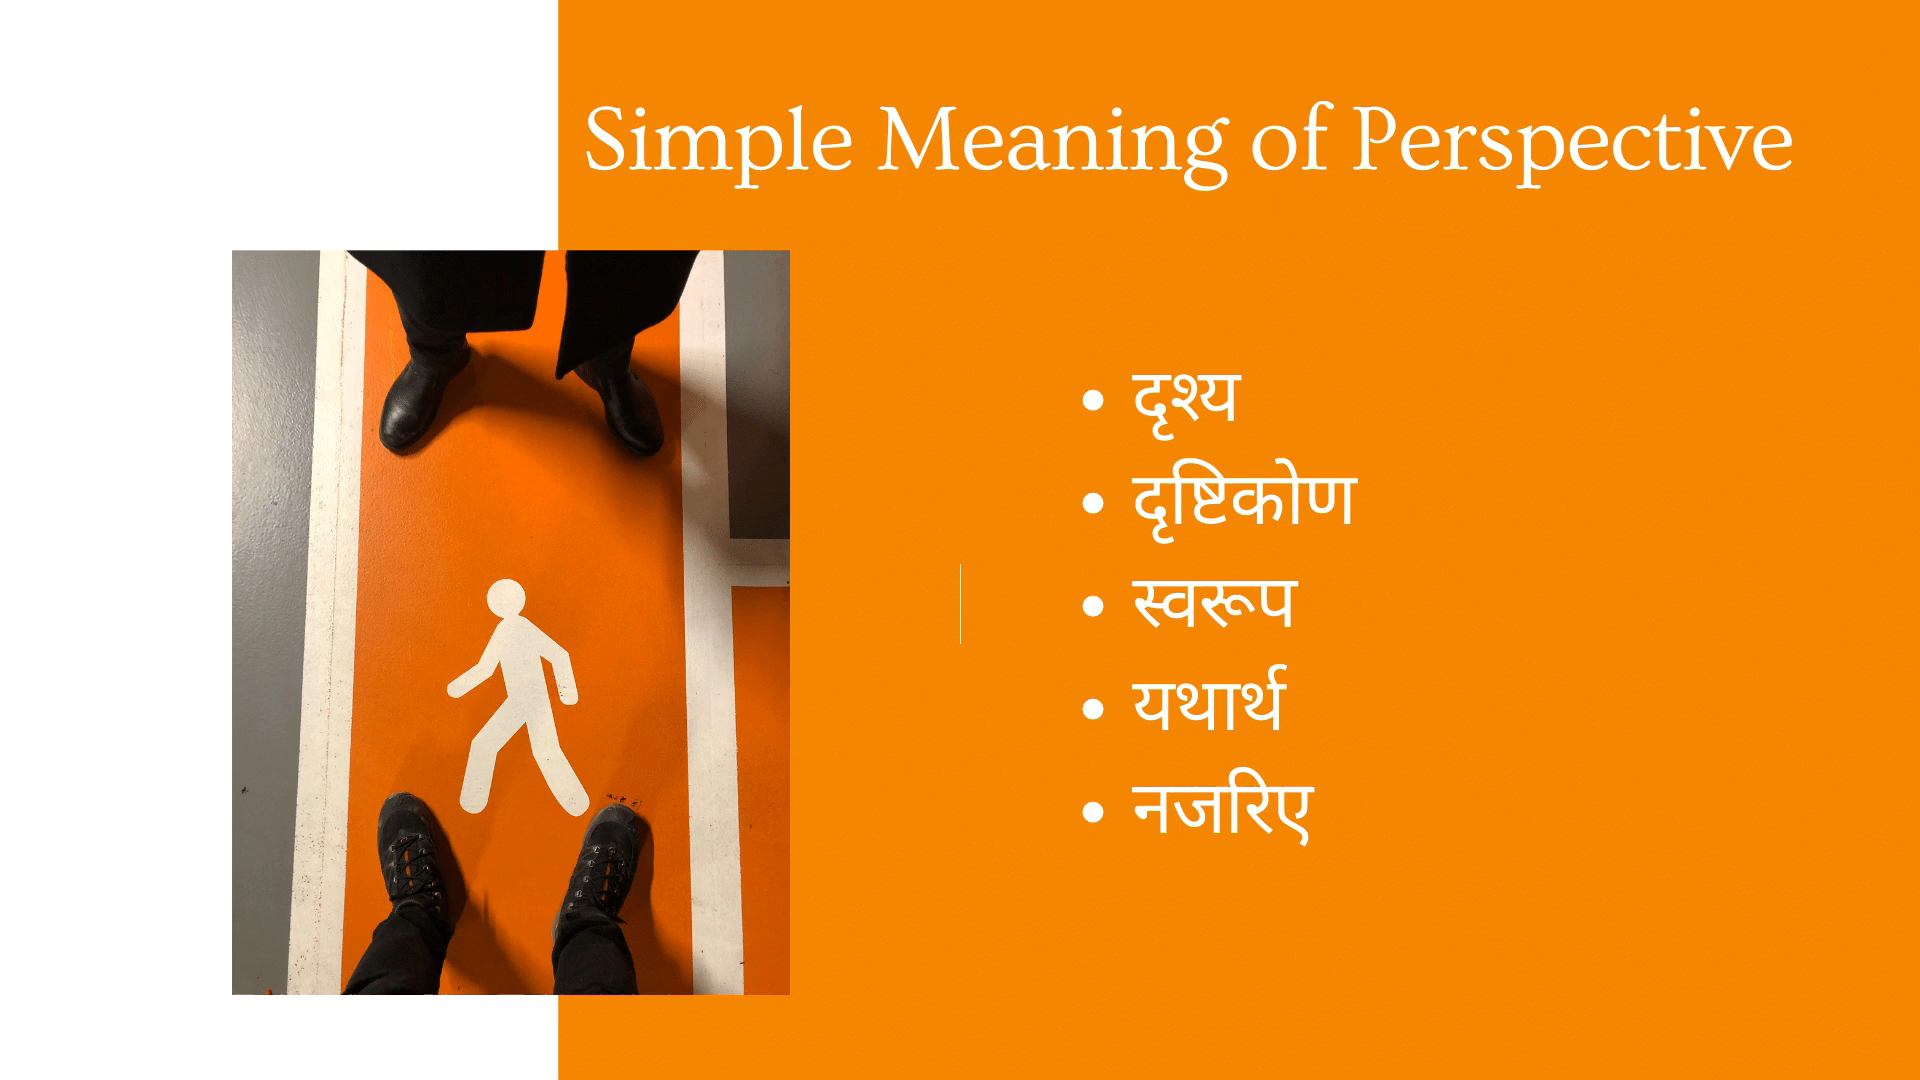 Simple Meaning of Perspective
• दृश्य
• दृष्टिकोण
• स्वरूप
• यथार्थ
• नजरिए